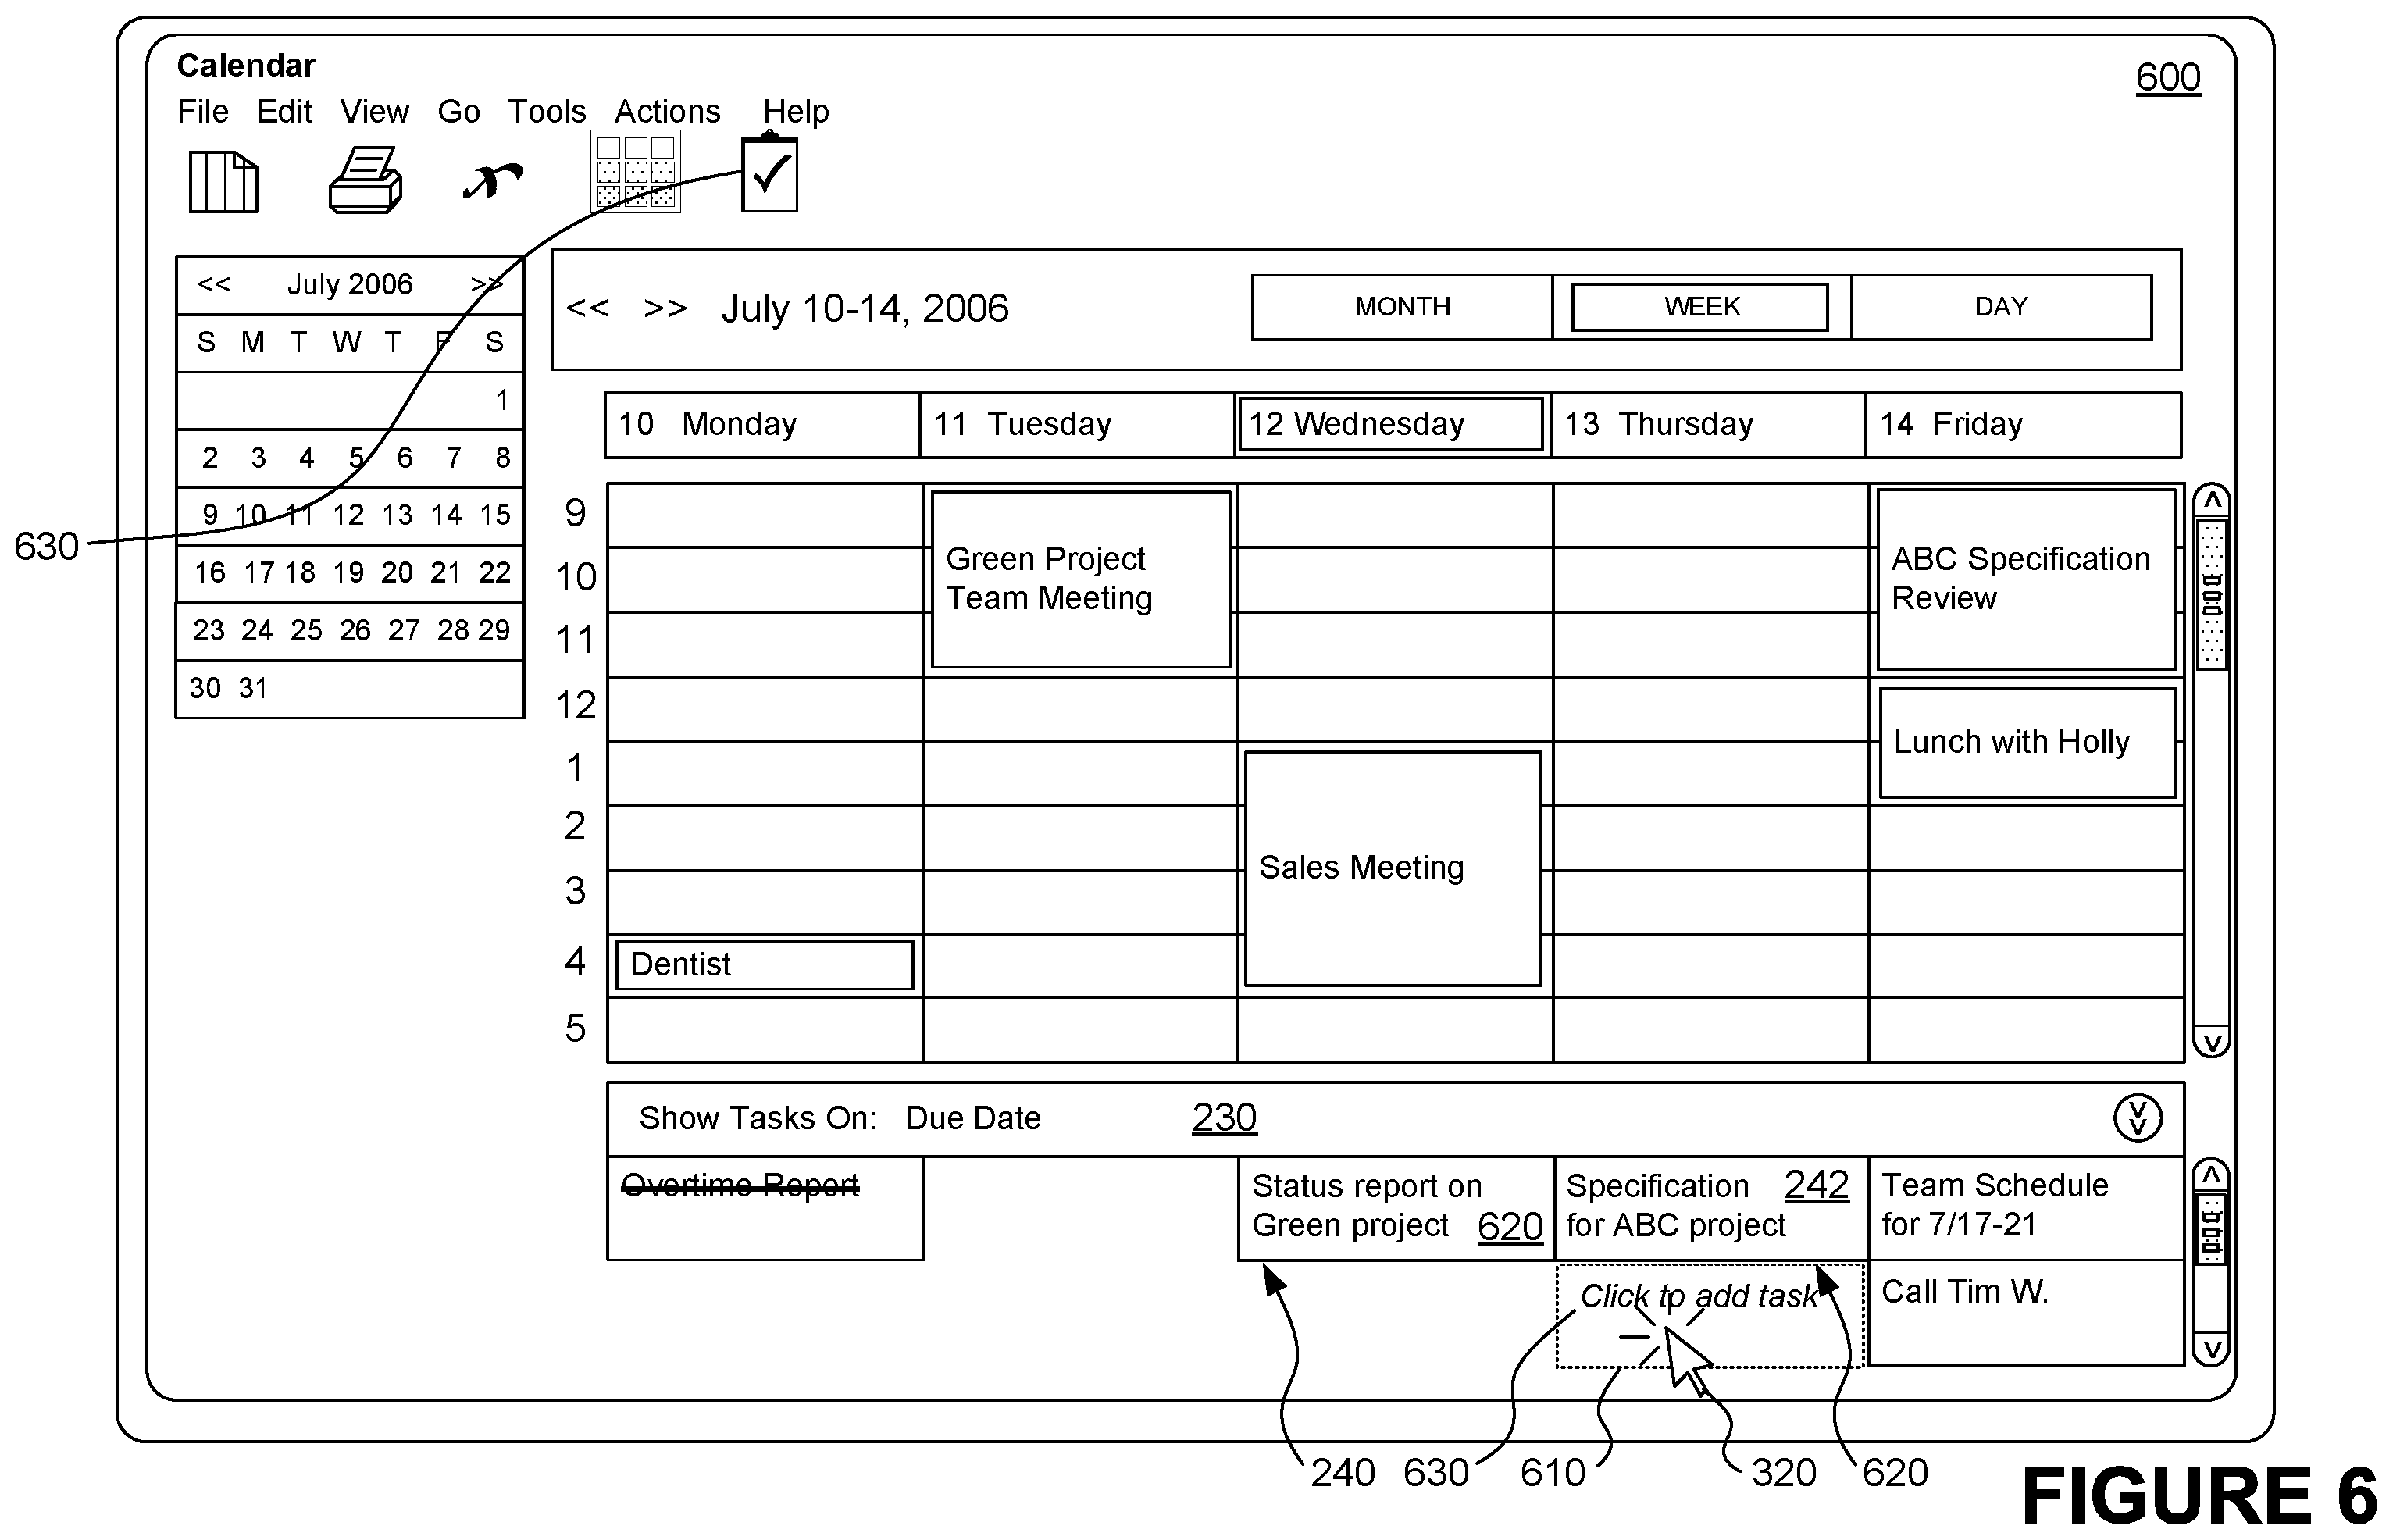 Calendar
600
File Edit View Go Tools Actions Help
<< July 2006 >>
S M T W T F S
1
2 3 4 5 6 7 8
9 10 11 12 13 14 15
16 17 18 19 20 21 22
23 24 25 26 27 28 29
30 31
630
<< >> July 10-14, 2006
MONTH WEEK DAY
10 Monday 11 Tuesday 12 Wednesday 13 Thursday 14 Friday
9
10
11
12
1
2
3
4
5
Green Project
Team Meeting
ABC Specification
Review
Lunch with Holly
Sales Meeting
Dentist
Show Tasks On: Due Date 230
Overtime Report
Status report on
Green project 620
Specification 242
for ABC project
Team Schedule
for 7/17-21
Click to add task
Call Tim W.
240 630 610 320 620
FIGURE 6